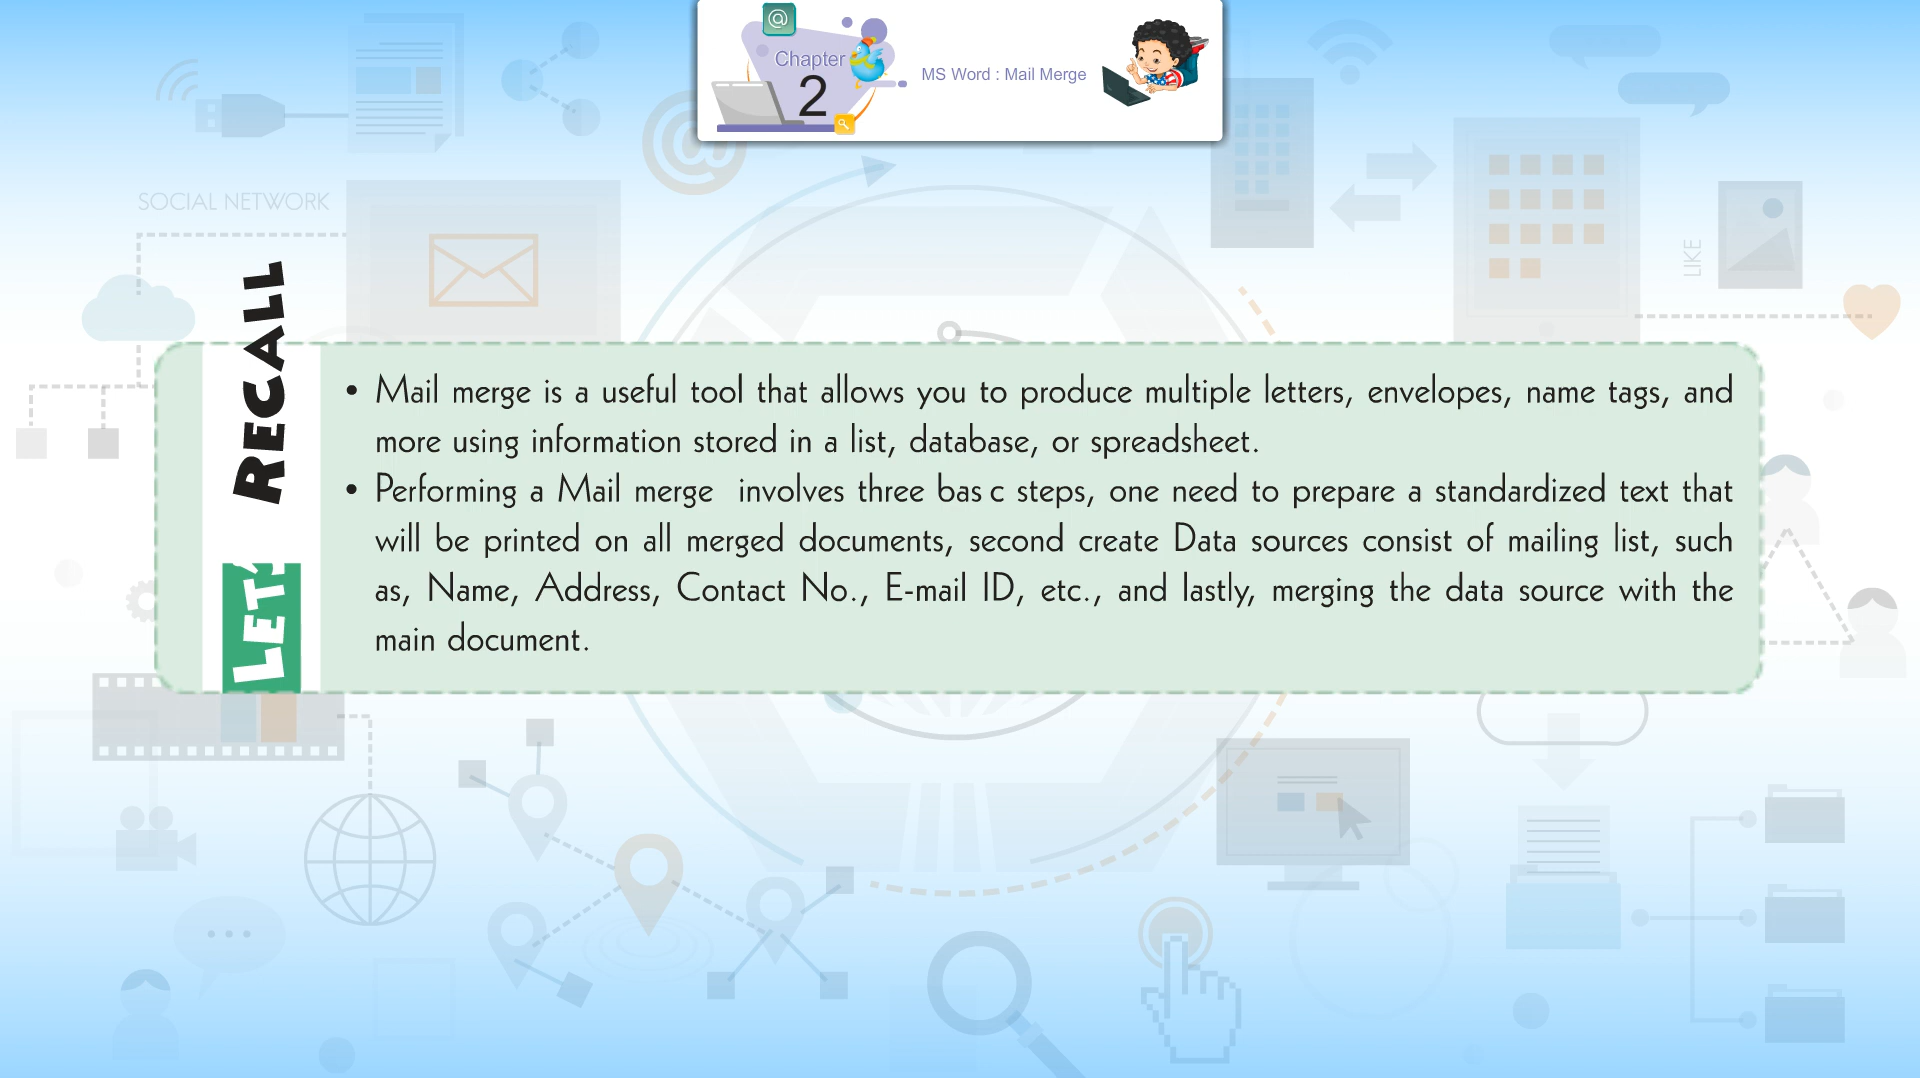 Chapter
2
MS Word : Mail Merge
SOCIAL NETWORK
LIKE
LET'
RECALL
• Mail merge is a useful tool that allows you to produce multiple letters, envelopes, name tags, and
more using information stored in a list, database, or spreadsheet.
• Performing a Mail merge involves three bas c steps, one need to prepare a standardized text that
will be printed on all merged documents, second create Data sources consist of mailing list, such
as, Name, Address, Contact No., E-mail ID, etc., and lastly, merging the data source with the
main document.